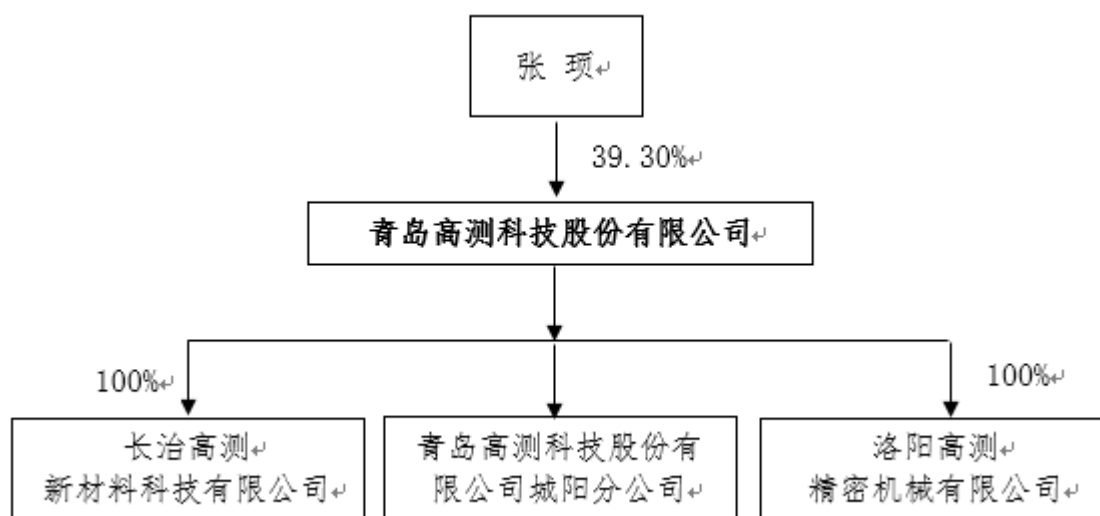 张 顼
39.30%
青岛高测科技股份有限公司
100%
100%
长治高测
新材料科技有限公司
青岛高测科技股份有
限公司城阳分公司
洛阳高测
精密机械有限公司